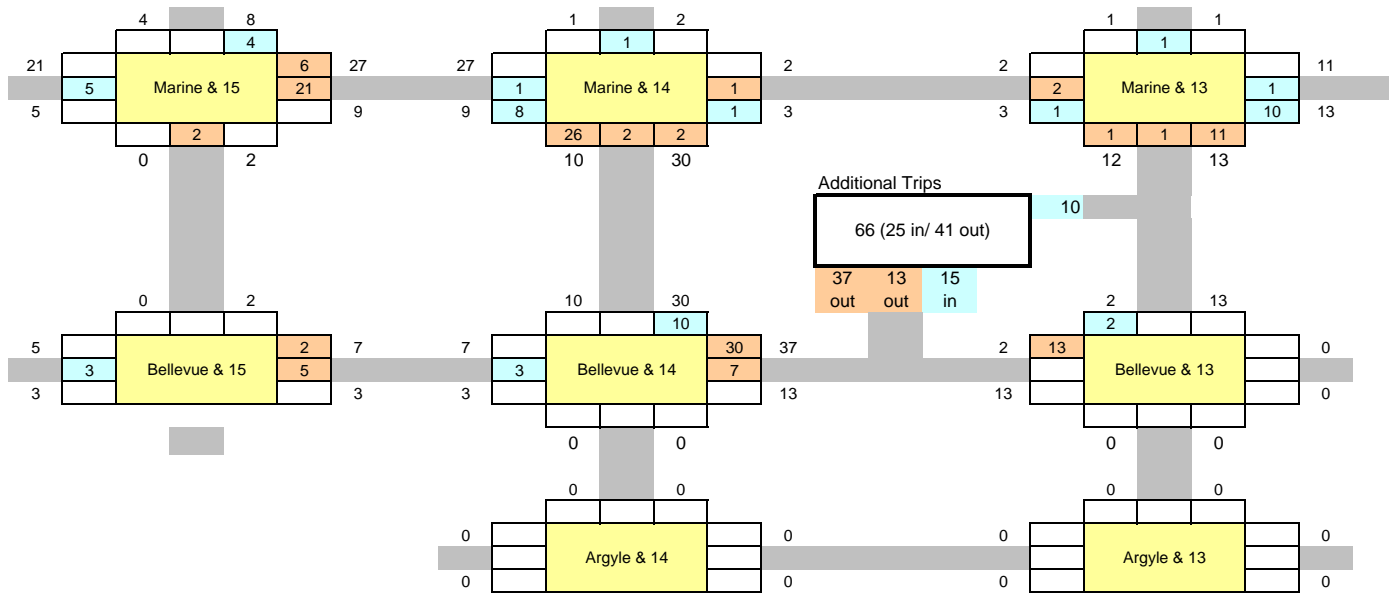 4 8 1 2 1 1
4 1 1
21 6 27 27 2 2 11
5 Marine & 15 21 1 Marine & 14 1 2 Marine & 13 1
5 9 9 8 1 3 3 1 10 13
2 26 2 2 1 1 11
0 2 10 30 12 13
Additional Trips
10
66 (25 in/ 41 out)
37 13 15
out out in
0 2 10 30 2 13
10 2
5 2 7 7 30 37 2 13 0
3 Bellevue & 15 5 3 Bellevue & 14 7 Bellevue & 13
3 3 3 13 13 0
0 0 0 0
0 0 0 0
0 0 0 0
Argyle & 14 Argyle & 13
0 0 0 0